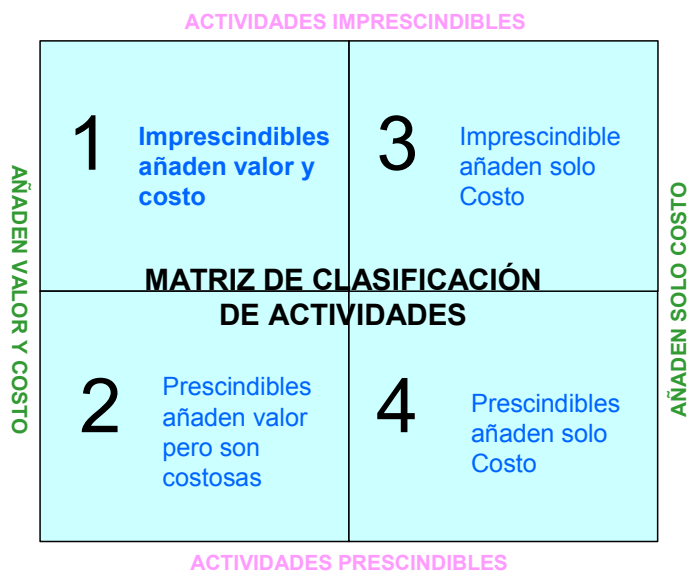 ACTIVIDADES IMPRESCINDIBLES
AÑADEN VALOR Y COSTO
1
Imprescindibles
añaden valor y
costo
3
Imprescindible
añaden solo
Costo
AÑADEN SOLO COSTO
MATRIZ DE CLASIFICACIÓN
DE ACTIVIDADES
2
Prescindibles
añaden valor
pero son
costosas
4
Prescindibles
añaden solo
Costo
ACTIVIDADES PRESCINDIBLES